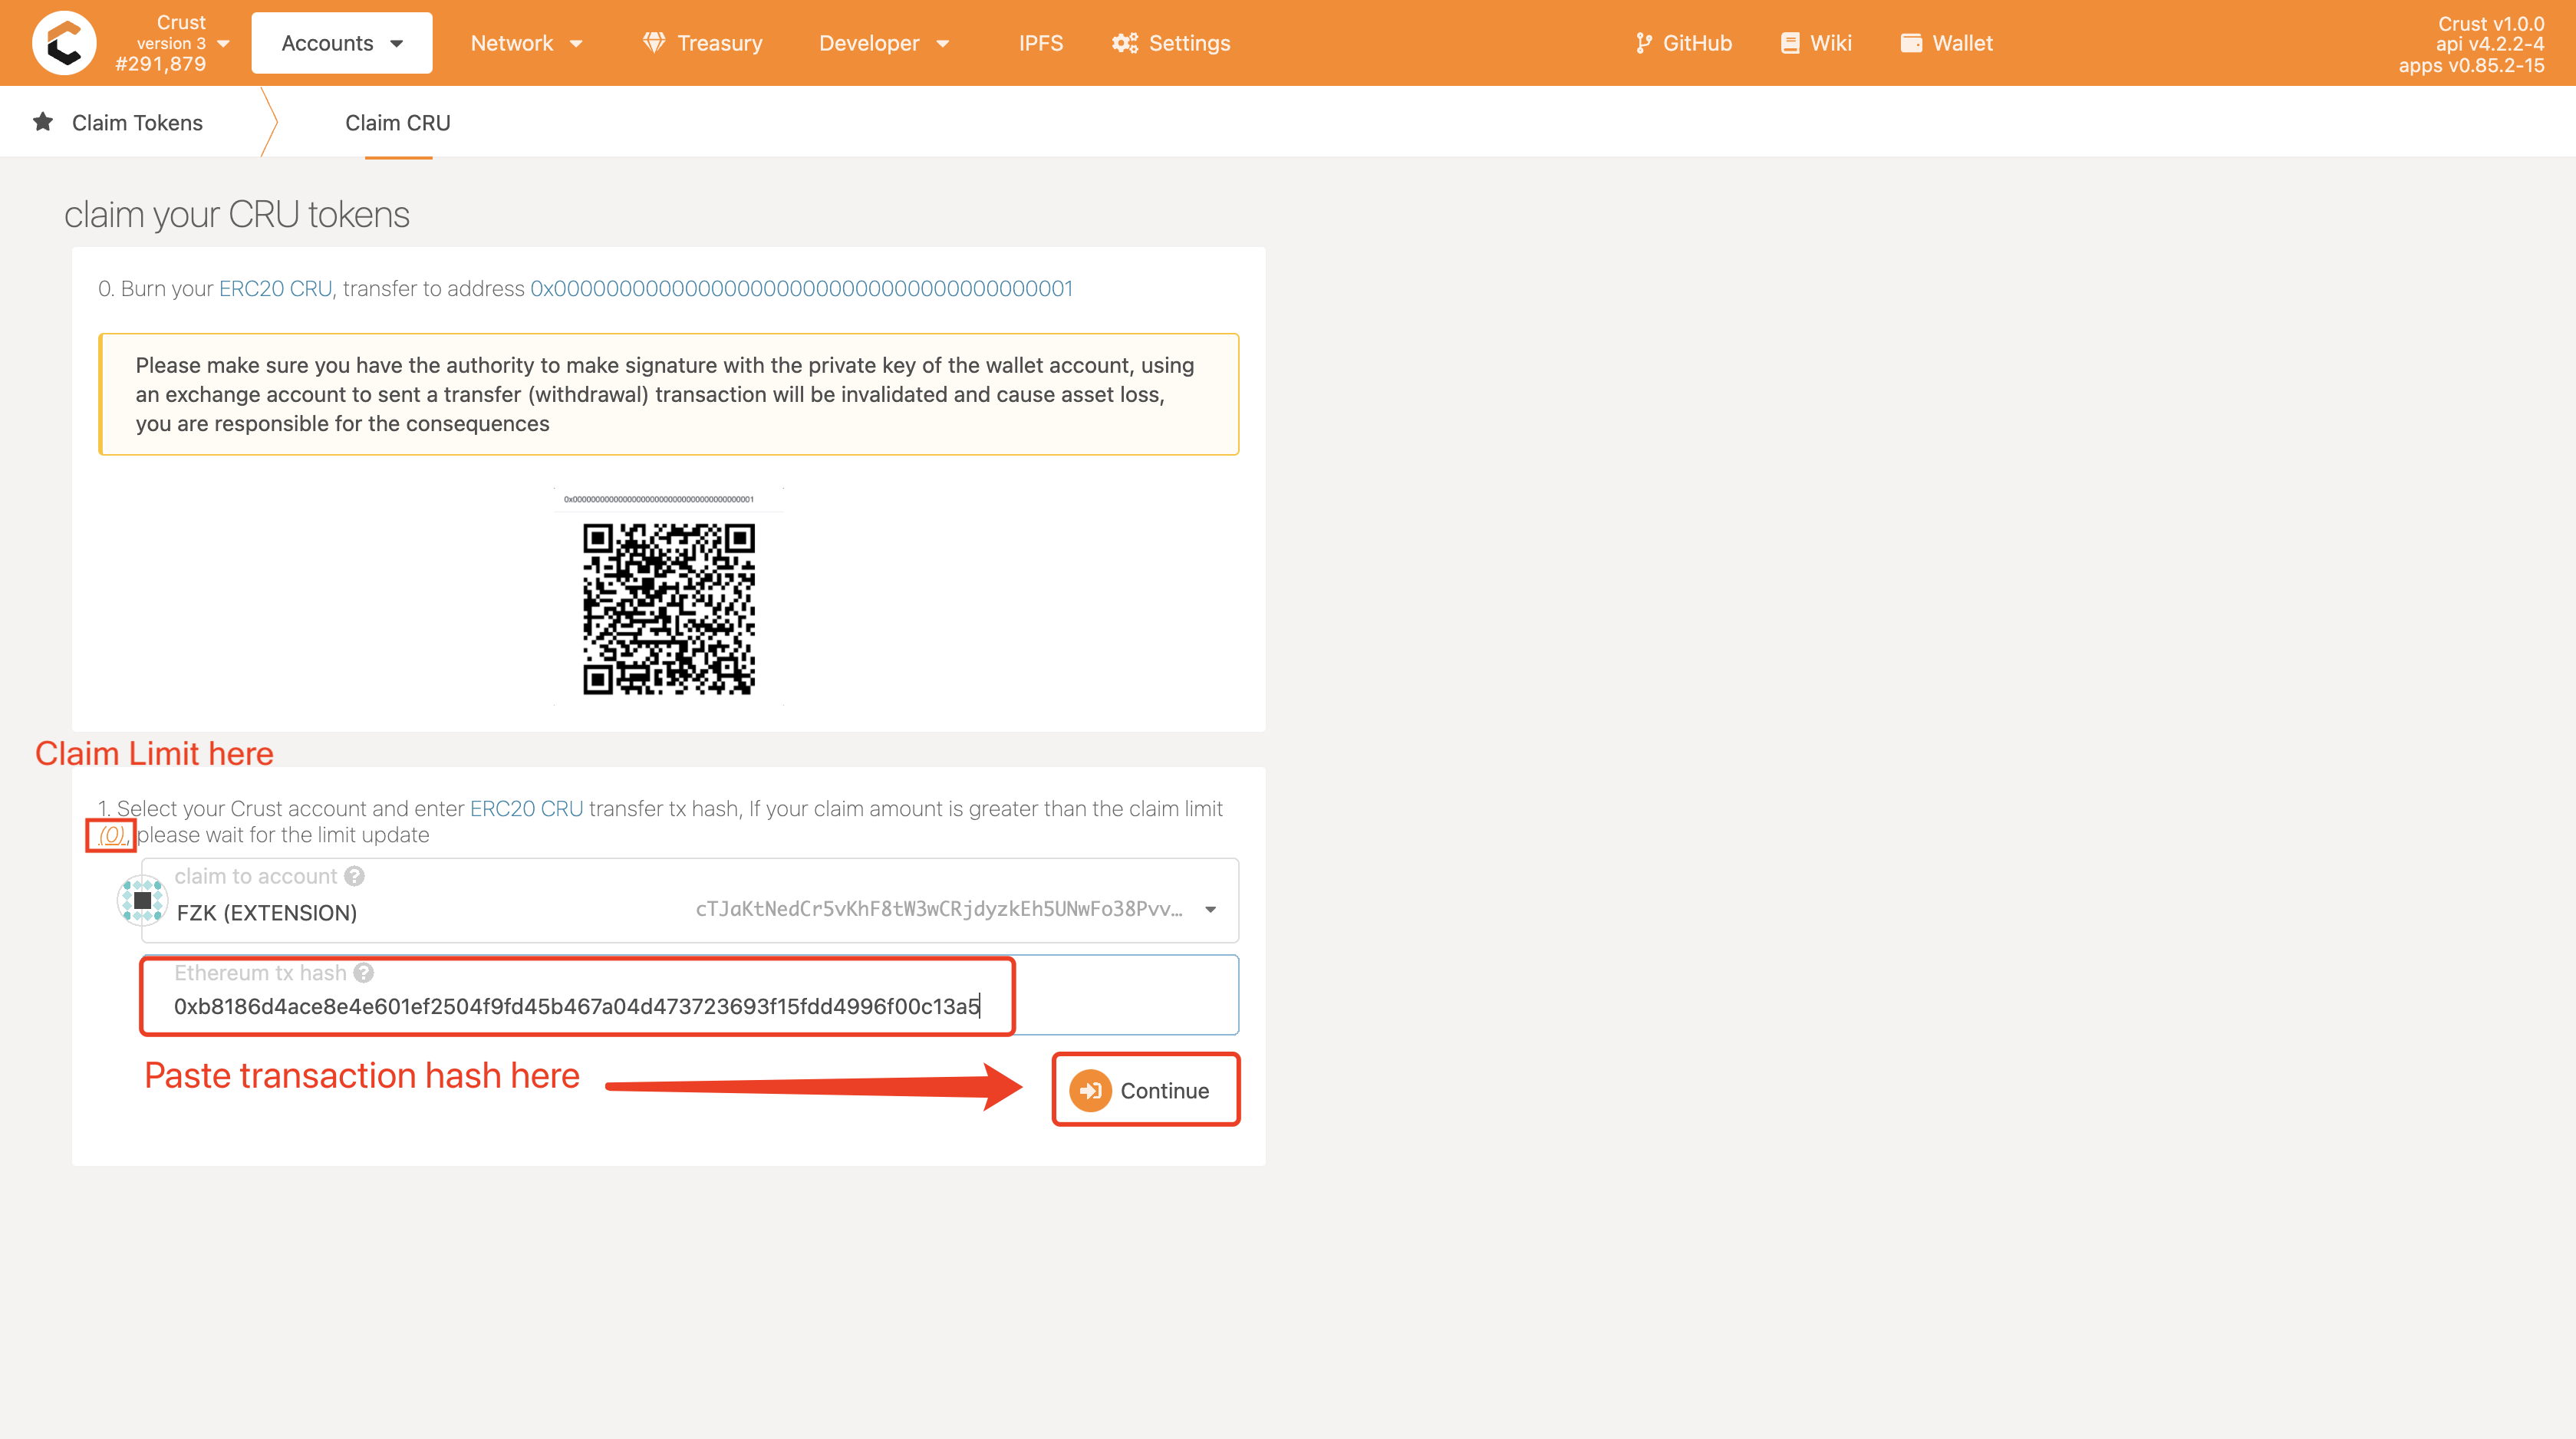 Crust
version 3
#291,879
Accounts
Network
Treasury
Developer
IPFS
Settings
GitHub
Wiki
Wallet
Crust v1.0.0
api v4.2.2-4
apps v0.85.2-15
Claim Tokens
Claim CRU
claim your CRU tokens
0. Burn your ERC20 CRU, transfer to address 0x0000000000000000000000000000000000000001
Please make sure you have the authority to make signature with the private key of the wallet account, using
an exchange account to sent a transfer (withdrawal) transaction will be invalidated and cause asset loss,
you are responsible for the consequences
0x0000000000000000000000000000000000000001
Claim Limit here
1. Select your Crust account and enter ERC20 CRU transfer tx hash, If your claim amount is greater than the claim limit
(0), please wait for the limit update
claim to account
FZK (EXTENSION)
cTJaKtNedCr5vKhF8tW3wCRjdyzkEh5UNwFo38Pvv…
Ethereum tx hash
0xb8186d4ace8e4e601ef2504f9fd45b467a04d473723693f15fdd4996f00c13a5
Paste transaction hash here
Continue